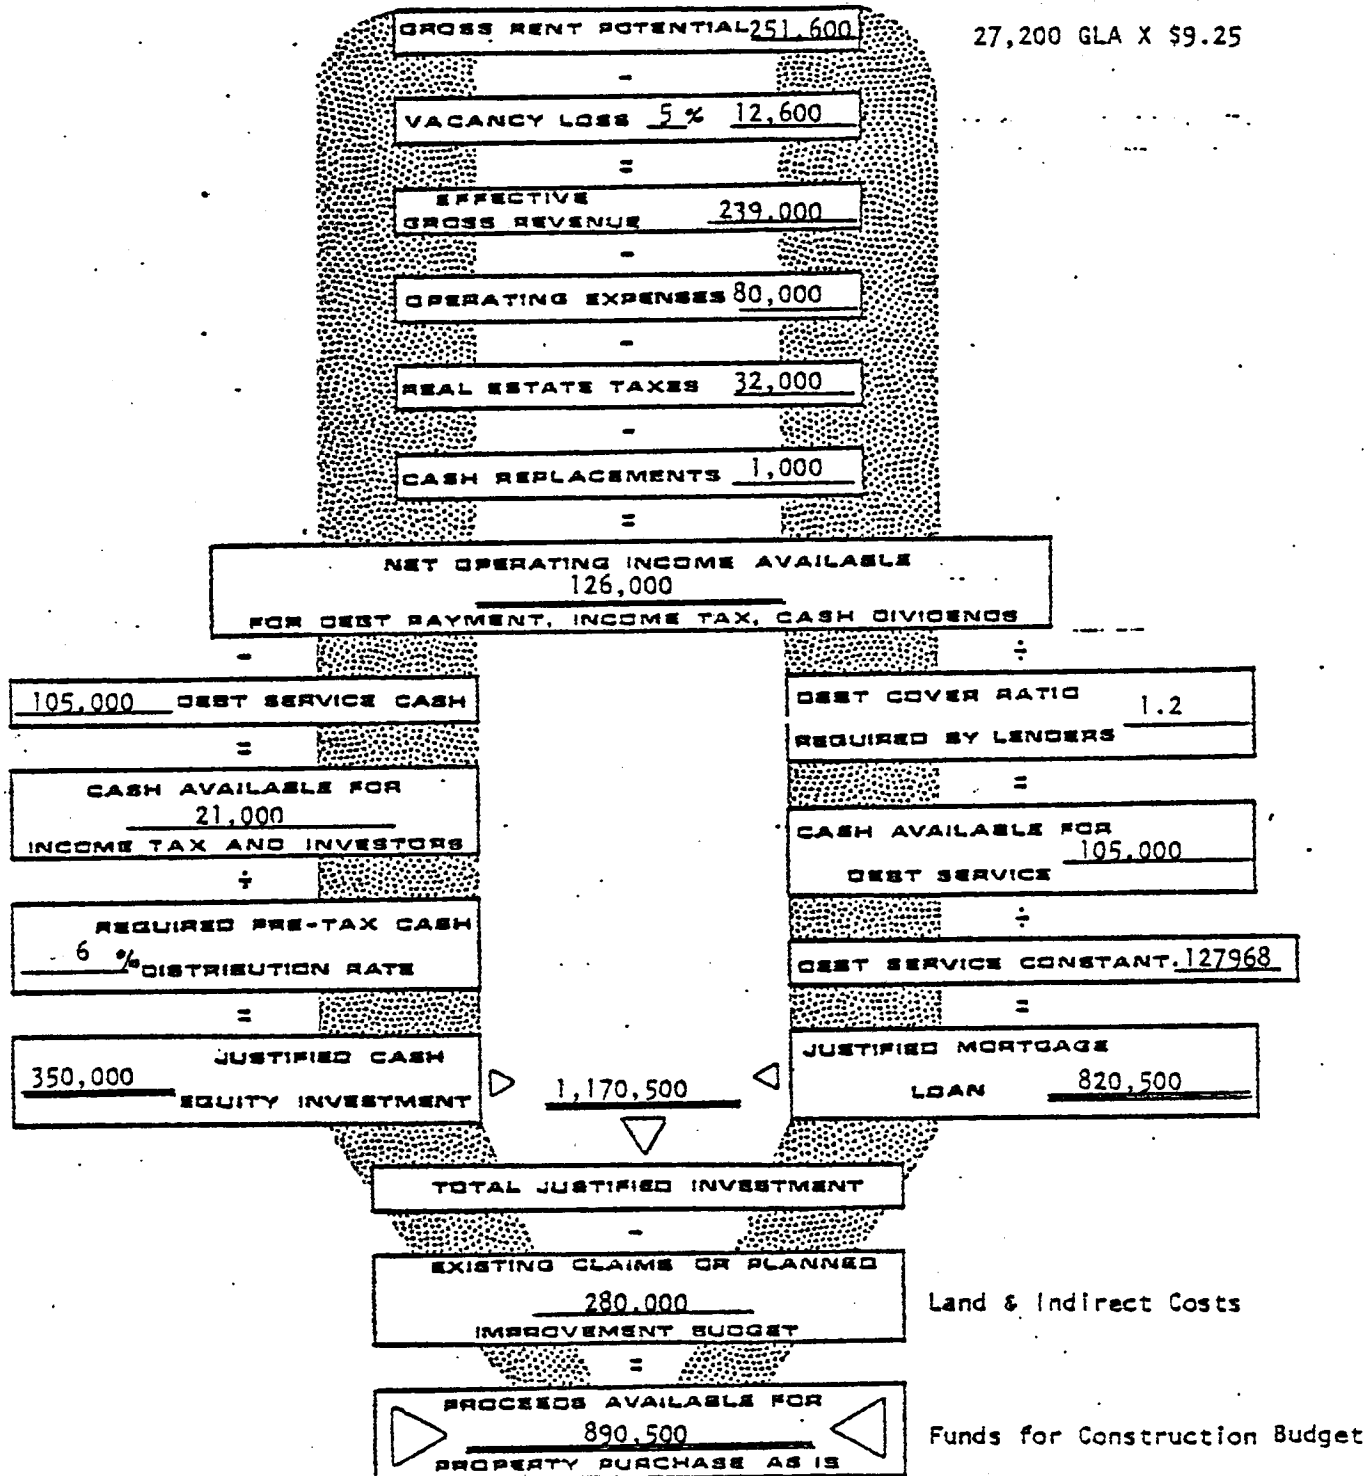 GROSS RENT POTENTIAL 251,600
27,200 GLA X $9.25
-
VACANCY LOSS 5 % 12,600
=
EFFECTIVE
GROSS REVENUE 239,000
-
OPERATING EXPENSES 80,000
-
REAL ESTATE TAXES 32,000
-
CASH REPLACEMENTS 1,000
=
NET OPERATING INCOME AVAILABLE
126,000
FOR DEBT PAYMENT, INCOME TAX, CASH DIVIDENDS
-
105,000 DEBT SERVICE CASH
=
CASH AVAILABLE FOR
21,000
INCOME TAX AND INVESTORS
÷
REQUIRED PRE-TAX CASH
6 % DISTRIBUTION RATE
=
JUSTIFIED CASH
350,000
EQUITY INVESTMENT
÷
DEBT COVER RATIO
1.2
REQUIRED BY LENDERS
=
CASH AVAILABLE FOR
105,000
DEBT SERVICE
÷
DEBT SERVICE CONSTANT .127968
=
JUSTIFIED MORTGAGE
LOAN 820,500
1,170,500
TOTAL JUSTIFIED INVESTMENT
-
EXISTING CLAIMS OR PLANNED
280,000
IMPROVEMENT BUDGET
Land & Indirect Costs
=
PROCEEDS AVAILABLE FOR
890,500
PROPERTY PURCHASE AS IS
Funds for Construction Budget